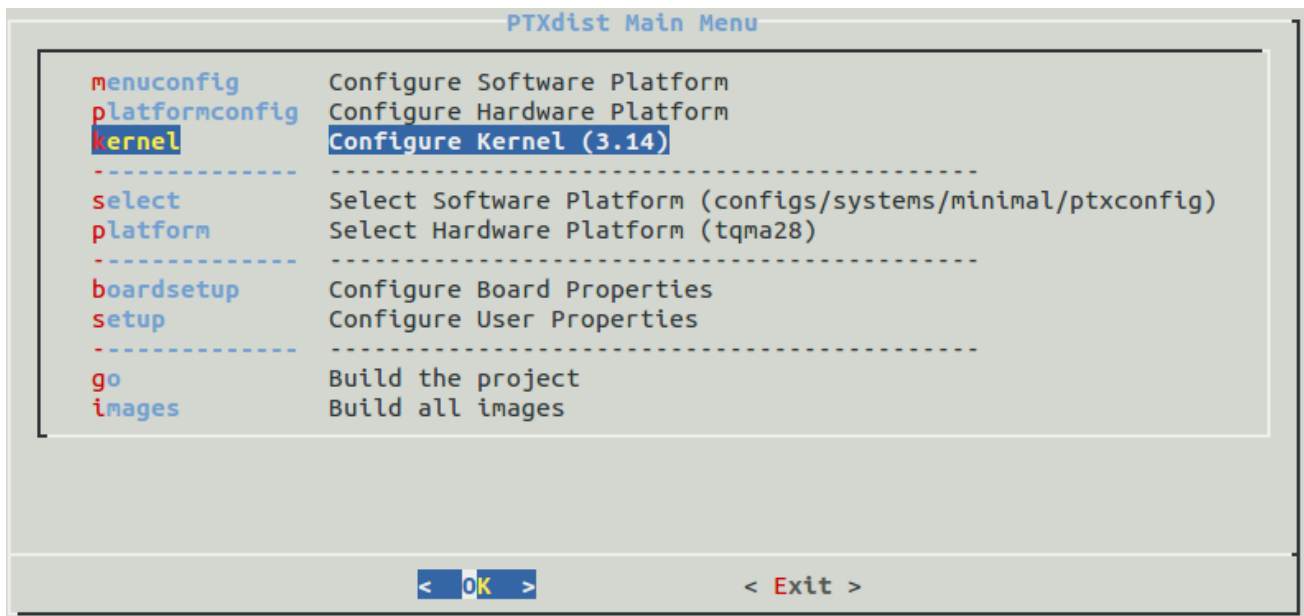 PTXdist Main Menu
menuconfig Configure Software Platform
platformconfig Configure Hardware Platform
kernel Configure Kernel (3.14)
-------------- --------------------------------------------
select Select Software Platform (configs/systems/minimal/ptxconfig)
platform Select Hardware Platform (tqma28)
-------------- --------------------------------------------
boardsetup Configure Board Properties
setup Configure User Properties
-------------- --------------------------------------------
go Build the project
images Build all images
< OK > < Exit >